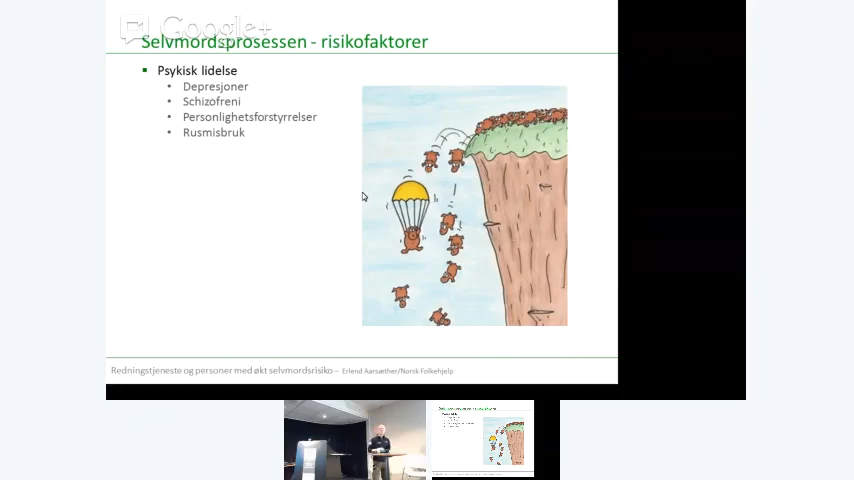 Google+
Selvmordsprosessen - risikofaktorer
▪ Psykisk lidelse
• Depresjoner
• Schizofreni
• Personlighetsforstyrrelser
• Rusmisbruk
Redningstjeneste og personer med økt selvmordsrisiko – Erlend Aarsæther/Norsk Folkehjelp